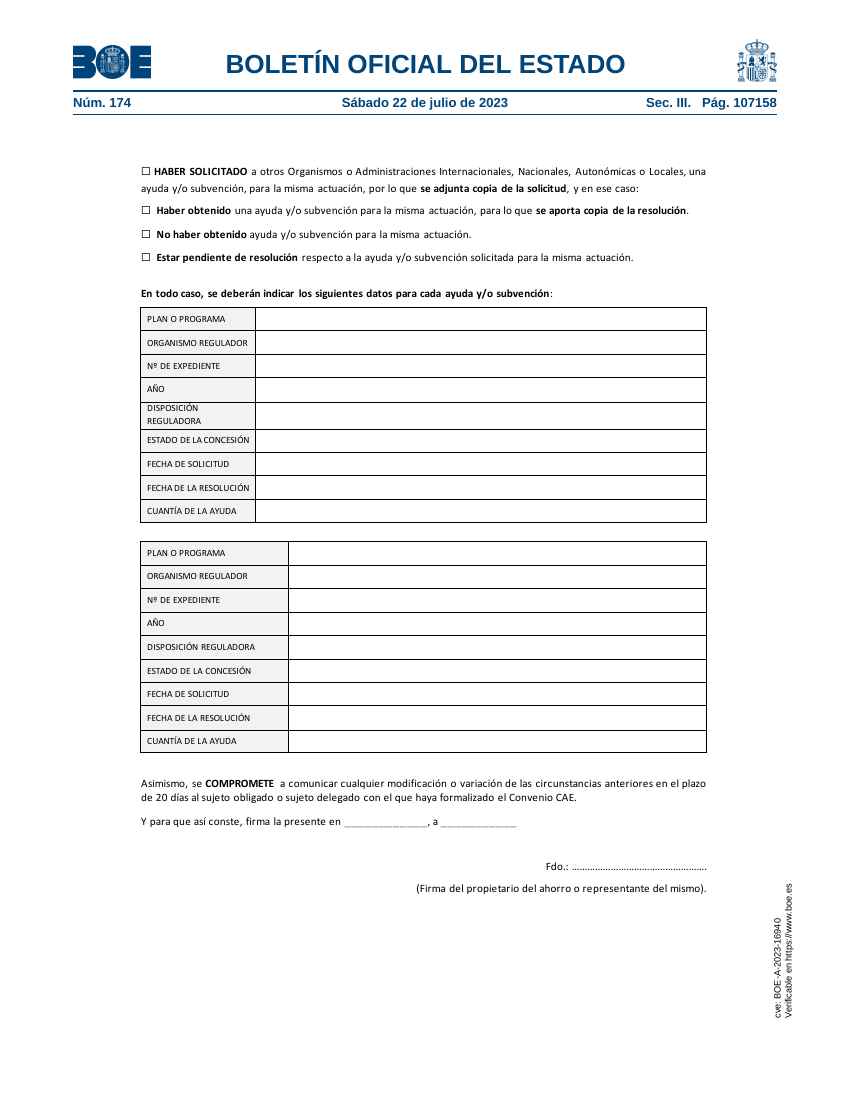 BOE
BOLETÍN OFICIAL DEL ESTADO
Núm. 174 Sábado 22 de julio de 2023 Sec. III. Pág. 107158
☐ HABER SOLICITADO a otros Organismos o Administraciones Internacionales, Nacionales, Autonómicas o Locales, una
ayuda y/o subvención, para la misma actuación, por lo que se adjunta copia de la solicitud, y en ese caso:
☐ Haber obtenido una ayuda y/o subvención para la misma actuación, para lo que se aporta copia de la resolución.
☐ No haber obtenido ayuda y/o subvención para la misma actuación.
☐ Estar pendiente de resolución respecto a la ayuda y/o subvención solicitada para la misma actuación.
En todo caso, se deberán indicar los siguientes datos para cada ayuda y/o subvención:
PLAN O PROGRAMA
ORGANISMO REGULADOR
Nº DE EXPEDIENTE
AÑO
DISPOSICIÓN
REGULADORA
ESTADO DE LA CONCESIÓN
FECHA DE SOLICITUD
FECHA DE LA RESOLUCIÓN
CUANTÍA DE LA AYUDA
PLAN O PROGRAMA
ORGANISMO REGULADOR
Nº DE EXPEDIENTE
AÑO
DISPOSICIÓN REGULADORA
ESTADO DE LA CONCESIÓN
FECHA DE SOLICITUD
FECHA DE LA RESOLUCIÓN
CUANTÍA DE LA AYUDA
Asimismo, se COMPROMETE a comunicar cualquier modificación o variación de las circunstancias anteriores en el plazo
de 20 días al sujeto obligado o sujeto delegado con el que haya formalizado el Convenio CAE.
Y para que así conste, firma la presente en _____________, a ____________
Fdo.: ……………………………………………..
(Firma del propietario del ahorro o representante del mismo).
cve: BOE-A-2023-16940
Verificable en https://www.boe.es